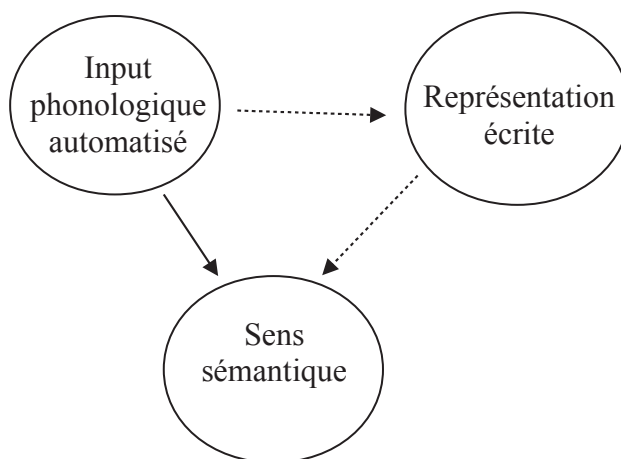 Input
phonologique
automatisé
Représentation
écrite
Sens
sémantique